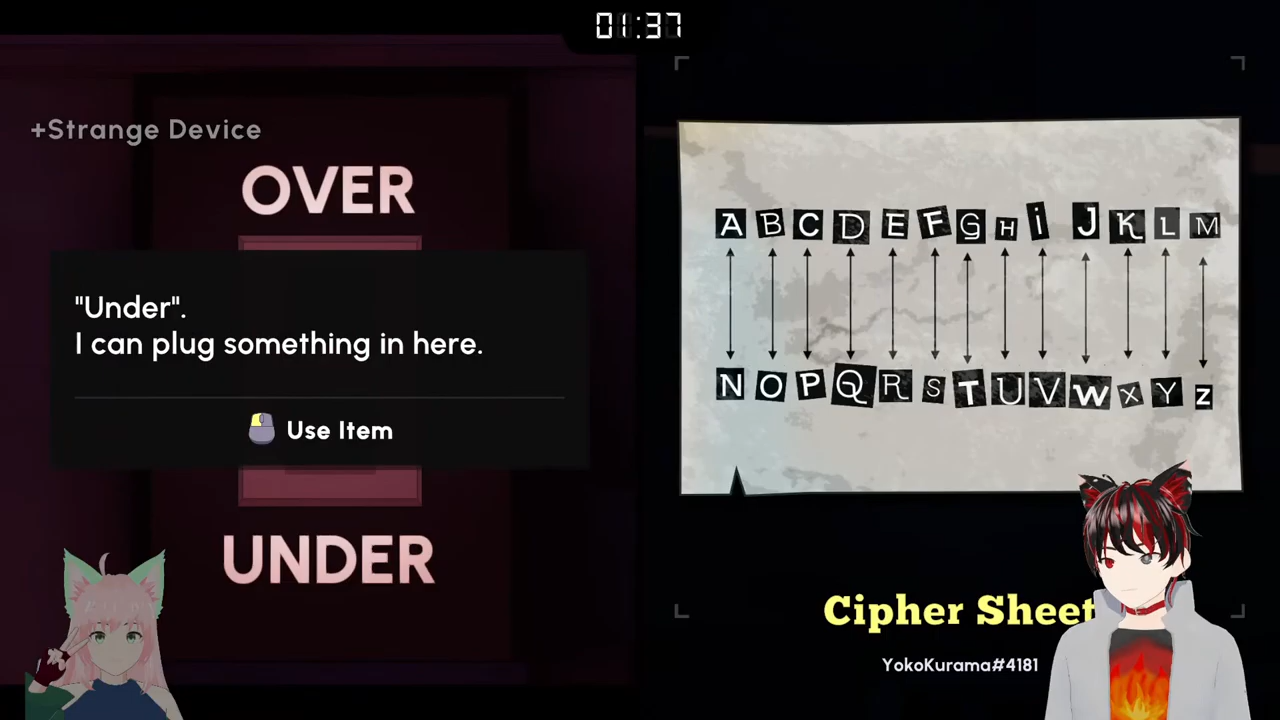 01:37
+Strange Device
OVER
"Under".
I can plug something in here.
Use Item
UNDER
A B C D E F G H i J K L M
N O P Q R S T U V W X Y Z
Cipher Sheet
YokoKurama#4181